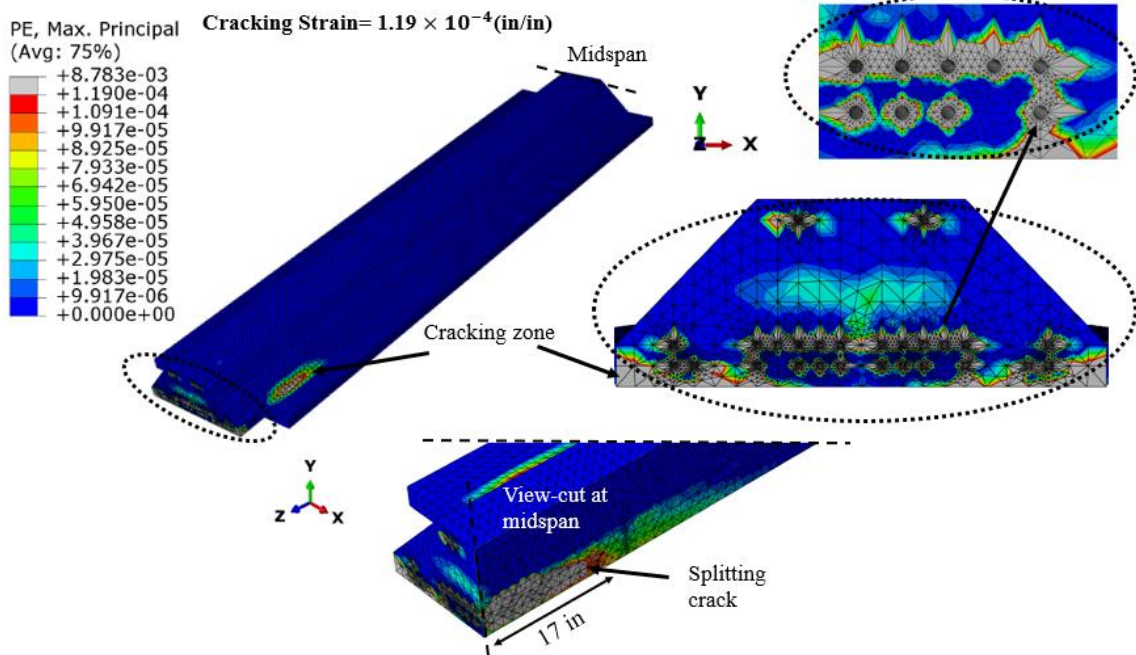 PE, Max. Principal
(Avg: 75%)
+8.783e-03
+1.190e-04
+1.091e-04
+9.917e-05
+8.925e-05
+7.933e-05
+6.942e-05
+5.950e-05
+4.958e-05
+3.967e-05
+2.975e-05
+1.983e-05
+9.917e-06
+0.000e+00
Cracking Strain= 1.19 × 10⁻⁴(in/in)
Midspan
Y
Z
X
Cracking zone
Y
Z
X
View-cut at
midspan
Splitting
crack
17 in